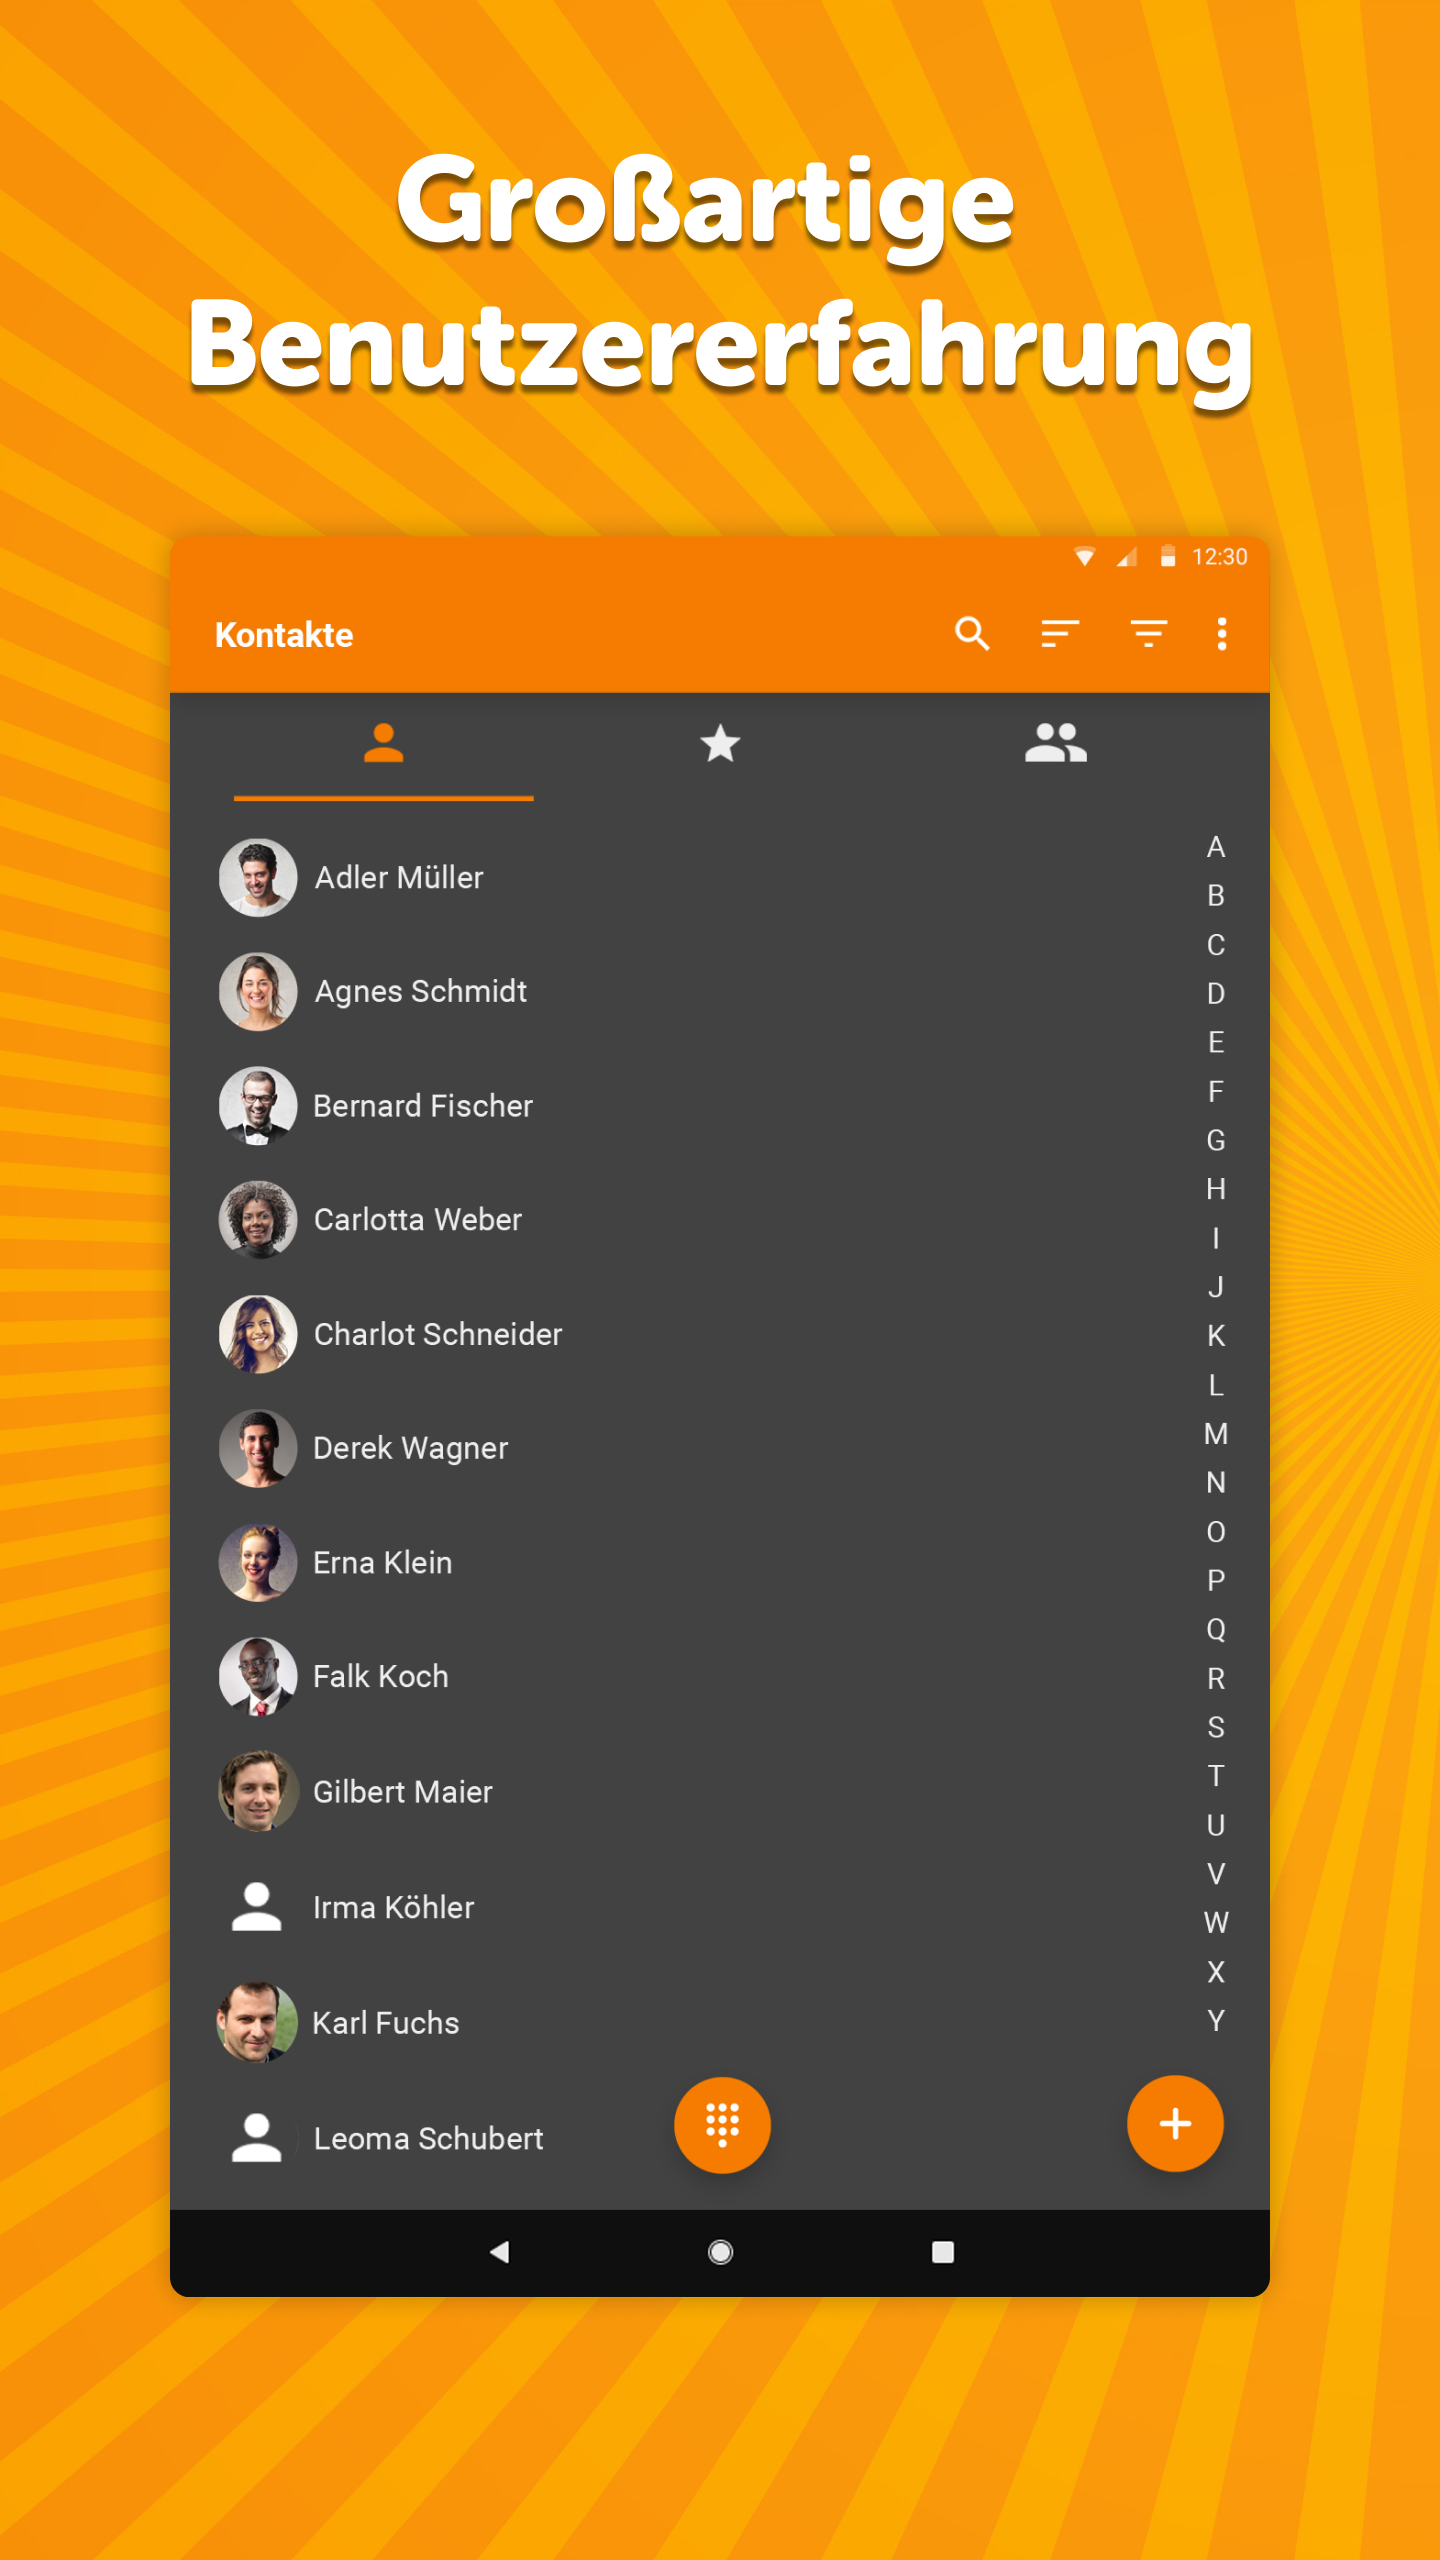 Großartige
Benutzererfahrung
12:30
Kontakte
Adler Müller
Agnes Schmidt
Bernard Fischer
Carlotta Weber
Charlot Schneider
Derek Wagner
Erna Klein
Falk Koch
Gilbert Maier
Irma Köhler
Karl Fuchs
Leoma Schubert
A
B
C
D
E
F
G
H
I
J
K
L
M
N
O
P
Q
R
S
T
U
V
W
X
Y